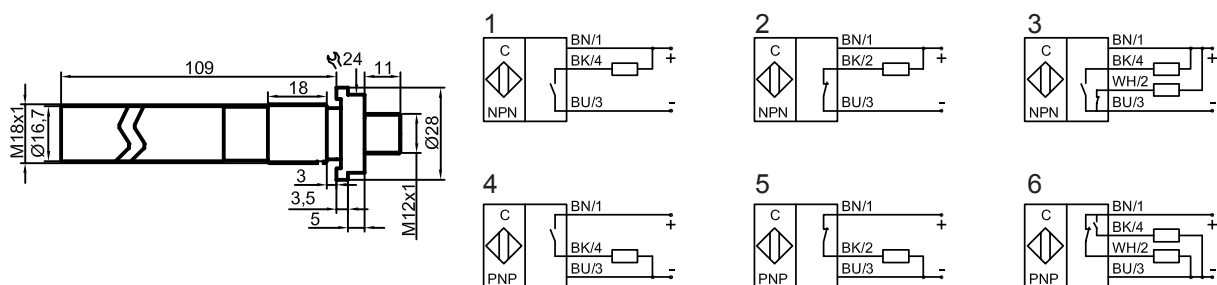 109
24
11
18
M18x1
Ø16,7
Ø28
3
3,5
5
M12x1
1
C
NPN
BN/1
BK/4
BU/3
+
-
2
C
NPN
BN/1
BK/2
BU/3
+
-
3
C
NPN
BN/1
BK/4
WH/2
BU/3
+
-
4
C
PNP
BN/1
BK/4
BU/3
+
-
5
C
PNP
BN/1
BK/2
BU/3
+
-
6
C
PNP
BN/1
BK/4
WH/2
BU/3
+
-